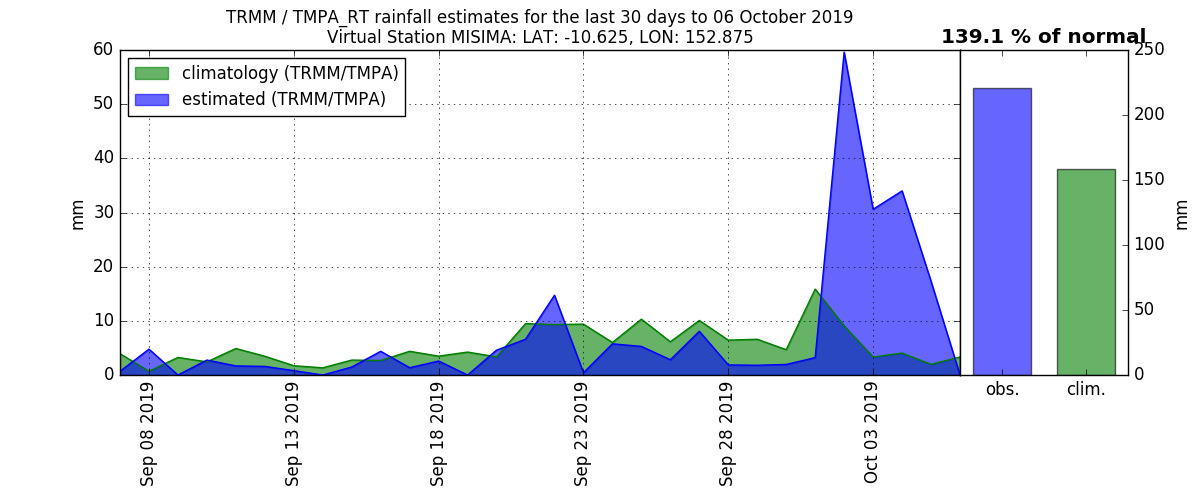 TRMM / TMPA_RT rainfall estimates for the last 30 days to 06 October 2019
Virtual Station MISIMA: LAT: -10.625, LON: 152.875
139.1 % of normal
climatology (TRMM/TMPA)
estimated (TRMM/TMPA)
60
50
40
30
20
10
0
mm
Sep 08 2019
Sep 13 2019
Sep 18 2019
Sep 23 2019
Sep 28 2019
Oct 03 2019
obs.
clim.
250
200
150
100
50
0
mm